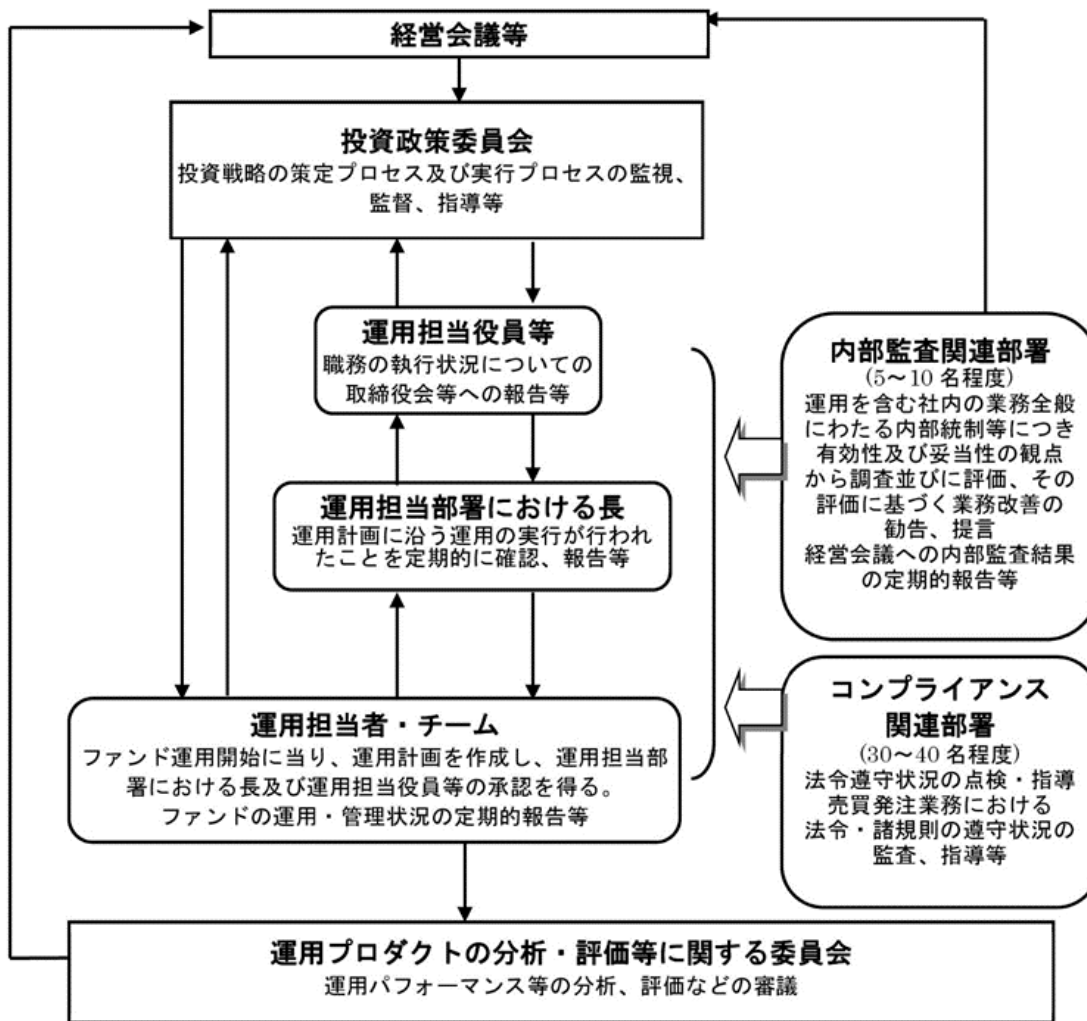 経営会議等
投資政策委員会
投資戦略の策定プロセス及び実行プロセスの監視、
監督、指導等
運用担当役員等
職務の執行状況についての
取締役会等への報告等
運用担当部署における長
運用計画に沿う運用の実行が行われ
たことを定期的に確認、報告等
運用担当者・チーム
ファンド運用開始に当り、運用計画を作成し、運用担当部
署における長及び運用担当役員等の承認を得る。
ファンドの運用・管理状況の定期的報告等
内部監査関連部署
(5～10 名程度)
運用を含む社内の業務全般
にわたる内部統制等につき
有効性及び妥当性の観点
から調査並びに評価、その
評価に基づく業務改善の
勧告、提言
経営会議への内部監査結果
の定期的報告等
コンプライアンス
関連部署
(30～40 名程度)
法令遵守状況の点検・指導
売買発注業務における
法令・諸規則の遵守状況の
監査、指導等
運用プロダクトの分析・評価等に関する委員会
運用パフォーマンス等の分析、評価などの審議